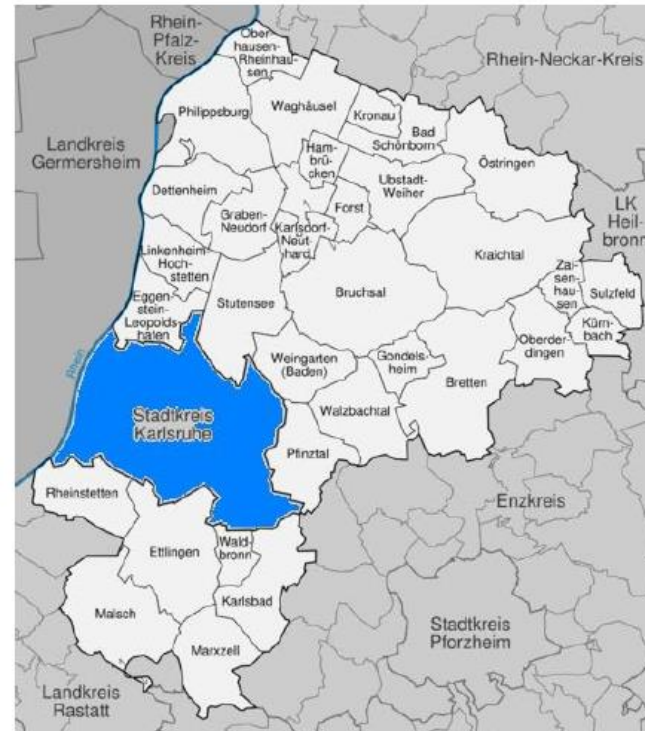 Rhein-
Pfalz-
Kreis
Ober
hausen-
Rheinhau-
sen
Rhein-Neckar-Kreis
Philippsburg
Waghäusel
Kronau
Bad
Schönborn
Landkreis
Germersheim
Ham-
brü-
cken
Östringen
Dettenheim
Ubstadt-
Weiher
LK
Heil-
bronn
Graben-
Neudorf
Forst
Karlsdorf-
Neut-
hard
Linkenheim-
Hoch-
stetten
Kraichtal
Zai-
sen-
hau-
sen
Sulzfeld
Eggen-
stein-
Leopolds-
hafen
Stutensee
Bruchsal
Kürn-
bach
Rhein
Weingarten
(Baden)
Gondels-
heim
Oberder-
dingen
Bretten
Stadtkreis
Karlsruhe
Walzbachtal
Pfinztal
Rheinstetten
Enzkreis
Ettlingen
Wald-
bronn
Malsch
Karlsbad
Stadtkreis
Pforzheim
Marxzell
Landkreis
Rastatt